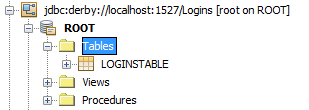 jdbc:derby://localhost:1527/Logins [root on ROOT]
ROOT
Tables
LOGINSTABLE
Views
Procedures